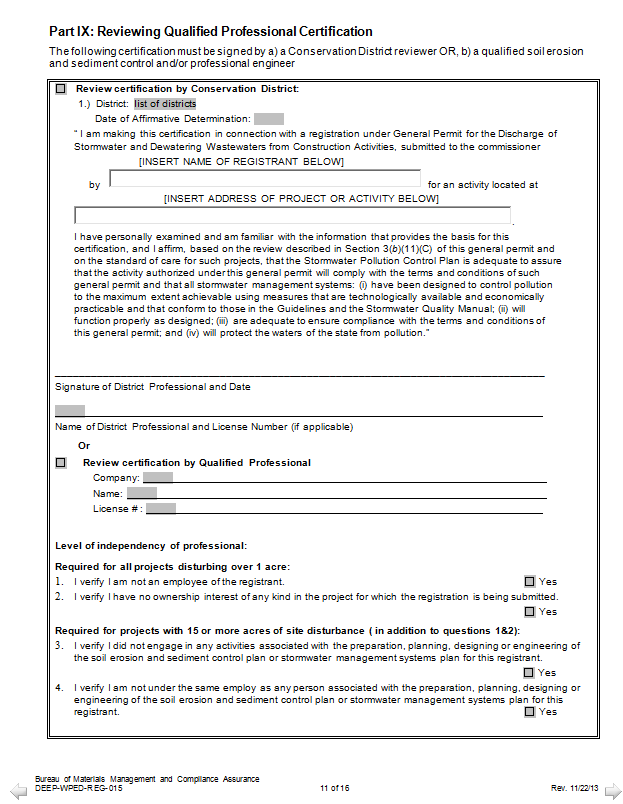 Part IX: Reviewing Qualified Professional Certification
The following certification must be signed by a) a Conservation District reviewer OR, b) a qualified soil erosion
and sediment control and/or professional engineer
Review certification by Conservation District:
1.) District: list of districts
Date of Affirmative Determination:
“ I am making this certification in connection with a registration under General Permit for the Discharge of
Stormwater and Dewatering Wastewaters from Construction Activities, submitted to the commissioner
[INSERT NAME OF REGISTRANT BELOW]
by for an activity located at
[INSERT ADDRESS OF PROJECT OR ACTIVITY BELOW]
.
I have personally examined and am familiar with the information that provides the basis for this
certification, and I affirm, based on the review described in Section 3(b)(11)(C) of this general permit and
on the standard of care for such projects, that the Stormwater Pollution Control Plan is adequate to assure
that the activity authorized under this general permit will comply with the terms and conditions of such
general permit and that all stormwater management systems: (i) have been designed to control pollution
to the maximum extent achievable using measures that are technologically available and economically
practicable and that conform to those in the Guidelines and the Stormwater Quality Manual; (ii) will
function properly as designed; (iii) are adequate to ensure compliance with the terms and conditions of
this general permit; and (iv) will protect the waters of the state from pollution.”
Signature of District Professional and Date
Name of District Professional and License Number (if applicable)
Or
Review certification by Qualified Professional
Company:
Name:
License #:
Level of independency of professional:
Required for all projects disturbing over 1 acre:
1. I verify I am not an employee of the registrant. Yes
2. I verify I have no ownership interest of any kind in the project for which the registration is being submitted.
Yes
Required for projects with 15 or more acres of site disturbance ( in addition to questions 1&2):
3. I verify I did not engage in any activities associated with the preparation, planning, designing or engineering of
the soil erosion and sediment control plan or stormwater management systems plan for this registrant.
Yes
4. I verify I am not under the same employ as any person associated with the preparation, planning, designing or
engineering of the soil erosion and sediment control plan or stormwater management systems plan for this
registrant. Yes
Bureau of Materials Management and Compliance Assurance
DEEP-WPED-REG-015 11 of 16 Rev. 11/22/13